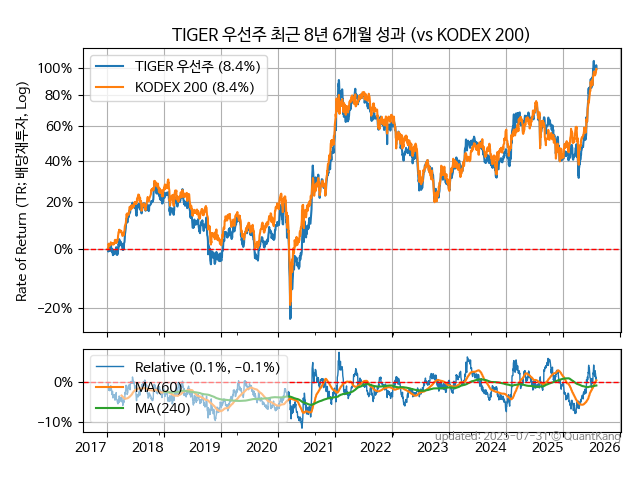 TIGER 우선주 최근 8년 6개월 성과 (vs KODEX 200)
Rate of Return (TR: 배당재투자, Log)
100%
80%
60%
40%
20%
0%
−20%
TIGER 우선주 (8.4%)
KODEX 200 (8.4%)
0%
−10%
Relative (0.1%, −0.1%)
MA(60)
MA(240)
2017 2018 2019 2020 2021 2022 2023 2024 2025 2026
updated: 2025-07-31 © QuantKang